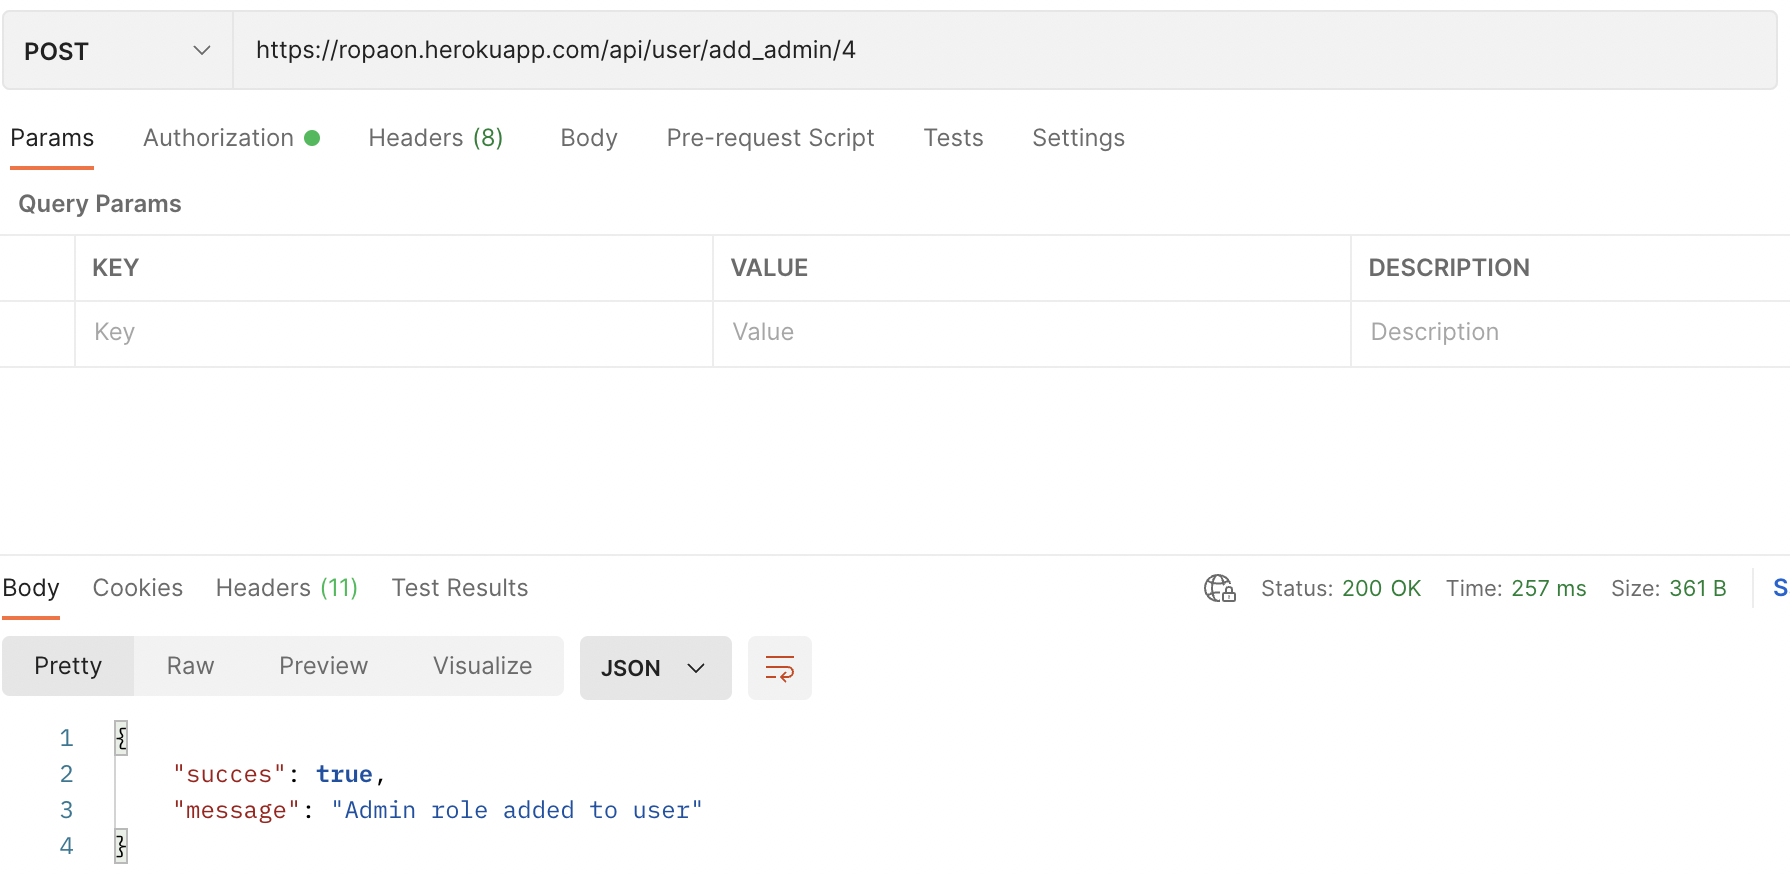 POST https://ropaon.herokuapp.com/api/user/add_admin/4
Params Authorization Headers (8) Body Pre-request Script Tests Settings
Query Params
KEY VALUE DESCRIPTION
Key Value Description
Body Cookies Headers (11) Test Results Status: 200 OK Time: 257 ms Size: 361 B S
Pretty Raw Preview Visualize JSON
1 {
2 "succes": true,
3 "message": "Admin role added to user"
4 }